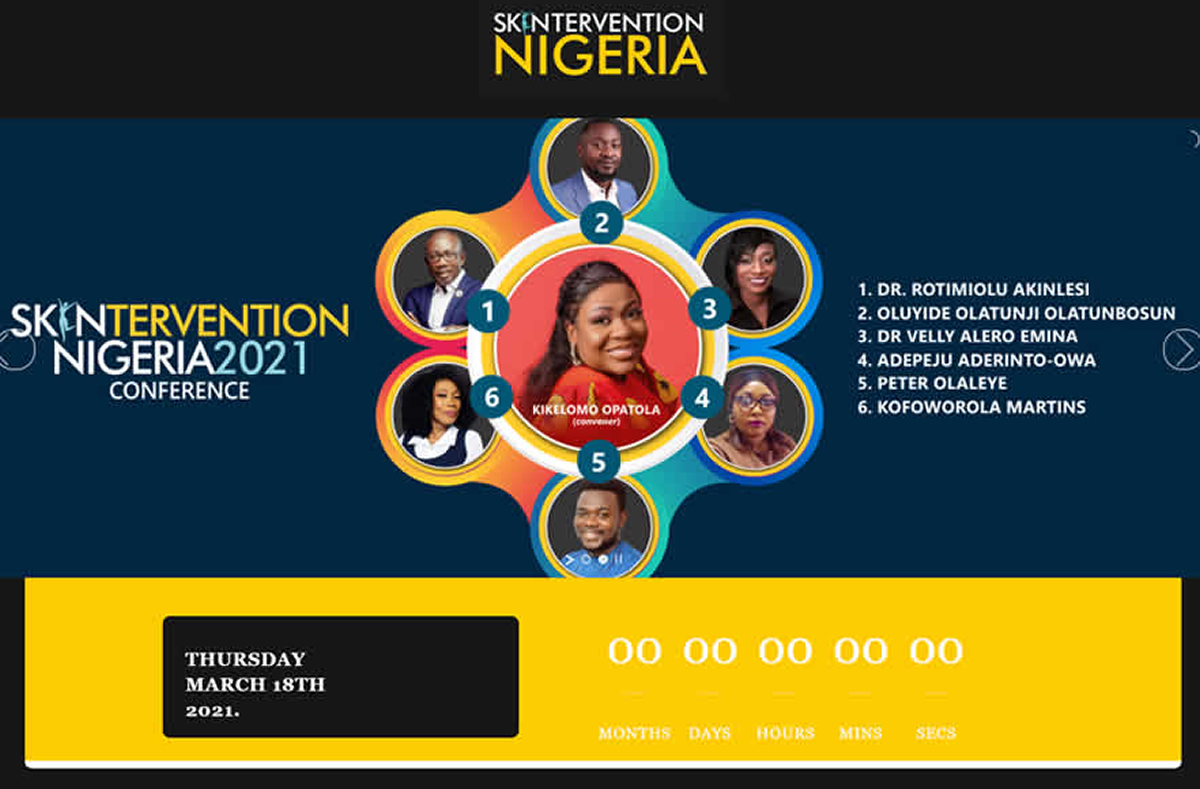 SKINTERVENTION
NIGERIA
SKINTERVENTION
NIGERIA2021
CONFERENCE
2
1
3
6
4
5
KIKELOMO OPATOLA
(convener)
1. DR. ROTIMIOLU AKINLESI
2. OLUYIDE OLATUNJI OLATUNBOSUN
3. DR VELLY ALERO EMINA
4. ADEPEJU ADERINTO-OWA
5. PETER OLALEYE
6. KOFOWOROLA MARTINS
THURSDAY
MARCH 18TH
2021.
00 00 00 00 00
MONTHS DAYS HOURS MINS SECS